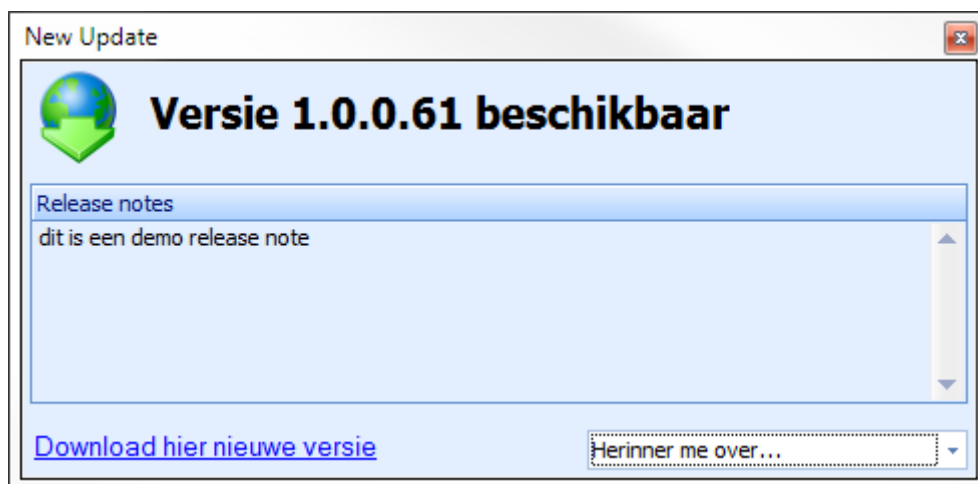 New Update
Versie 1.0.0.61 beschikbaar
Release notes
dit is een demo release note
Download hier nieuwe versie
Herinner me over...